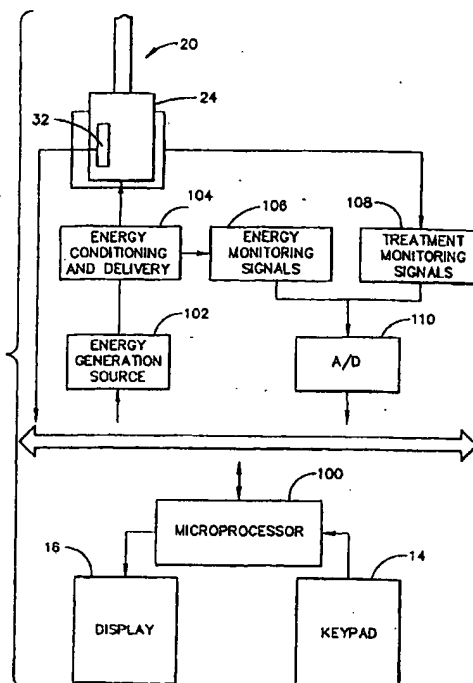 20
24
32
104
106
108
ENERGY
CONDITIONING
AND DELIVERY
ENERGY
MONITORING
SIGNALS
TREATMENT
MONITORING
SIGNALS
102
110
ENERGY
GENERATION
SOURCE
A/D
100
MICROPROCESSOR
16
14
DISPLAY
KEYPAD